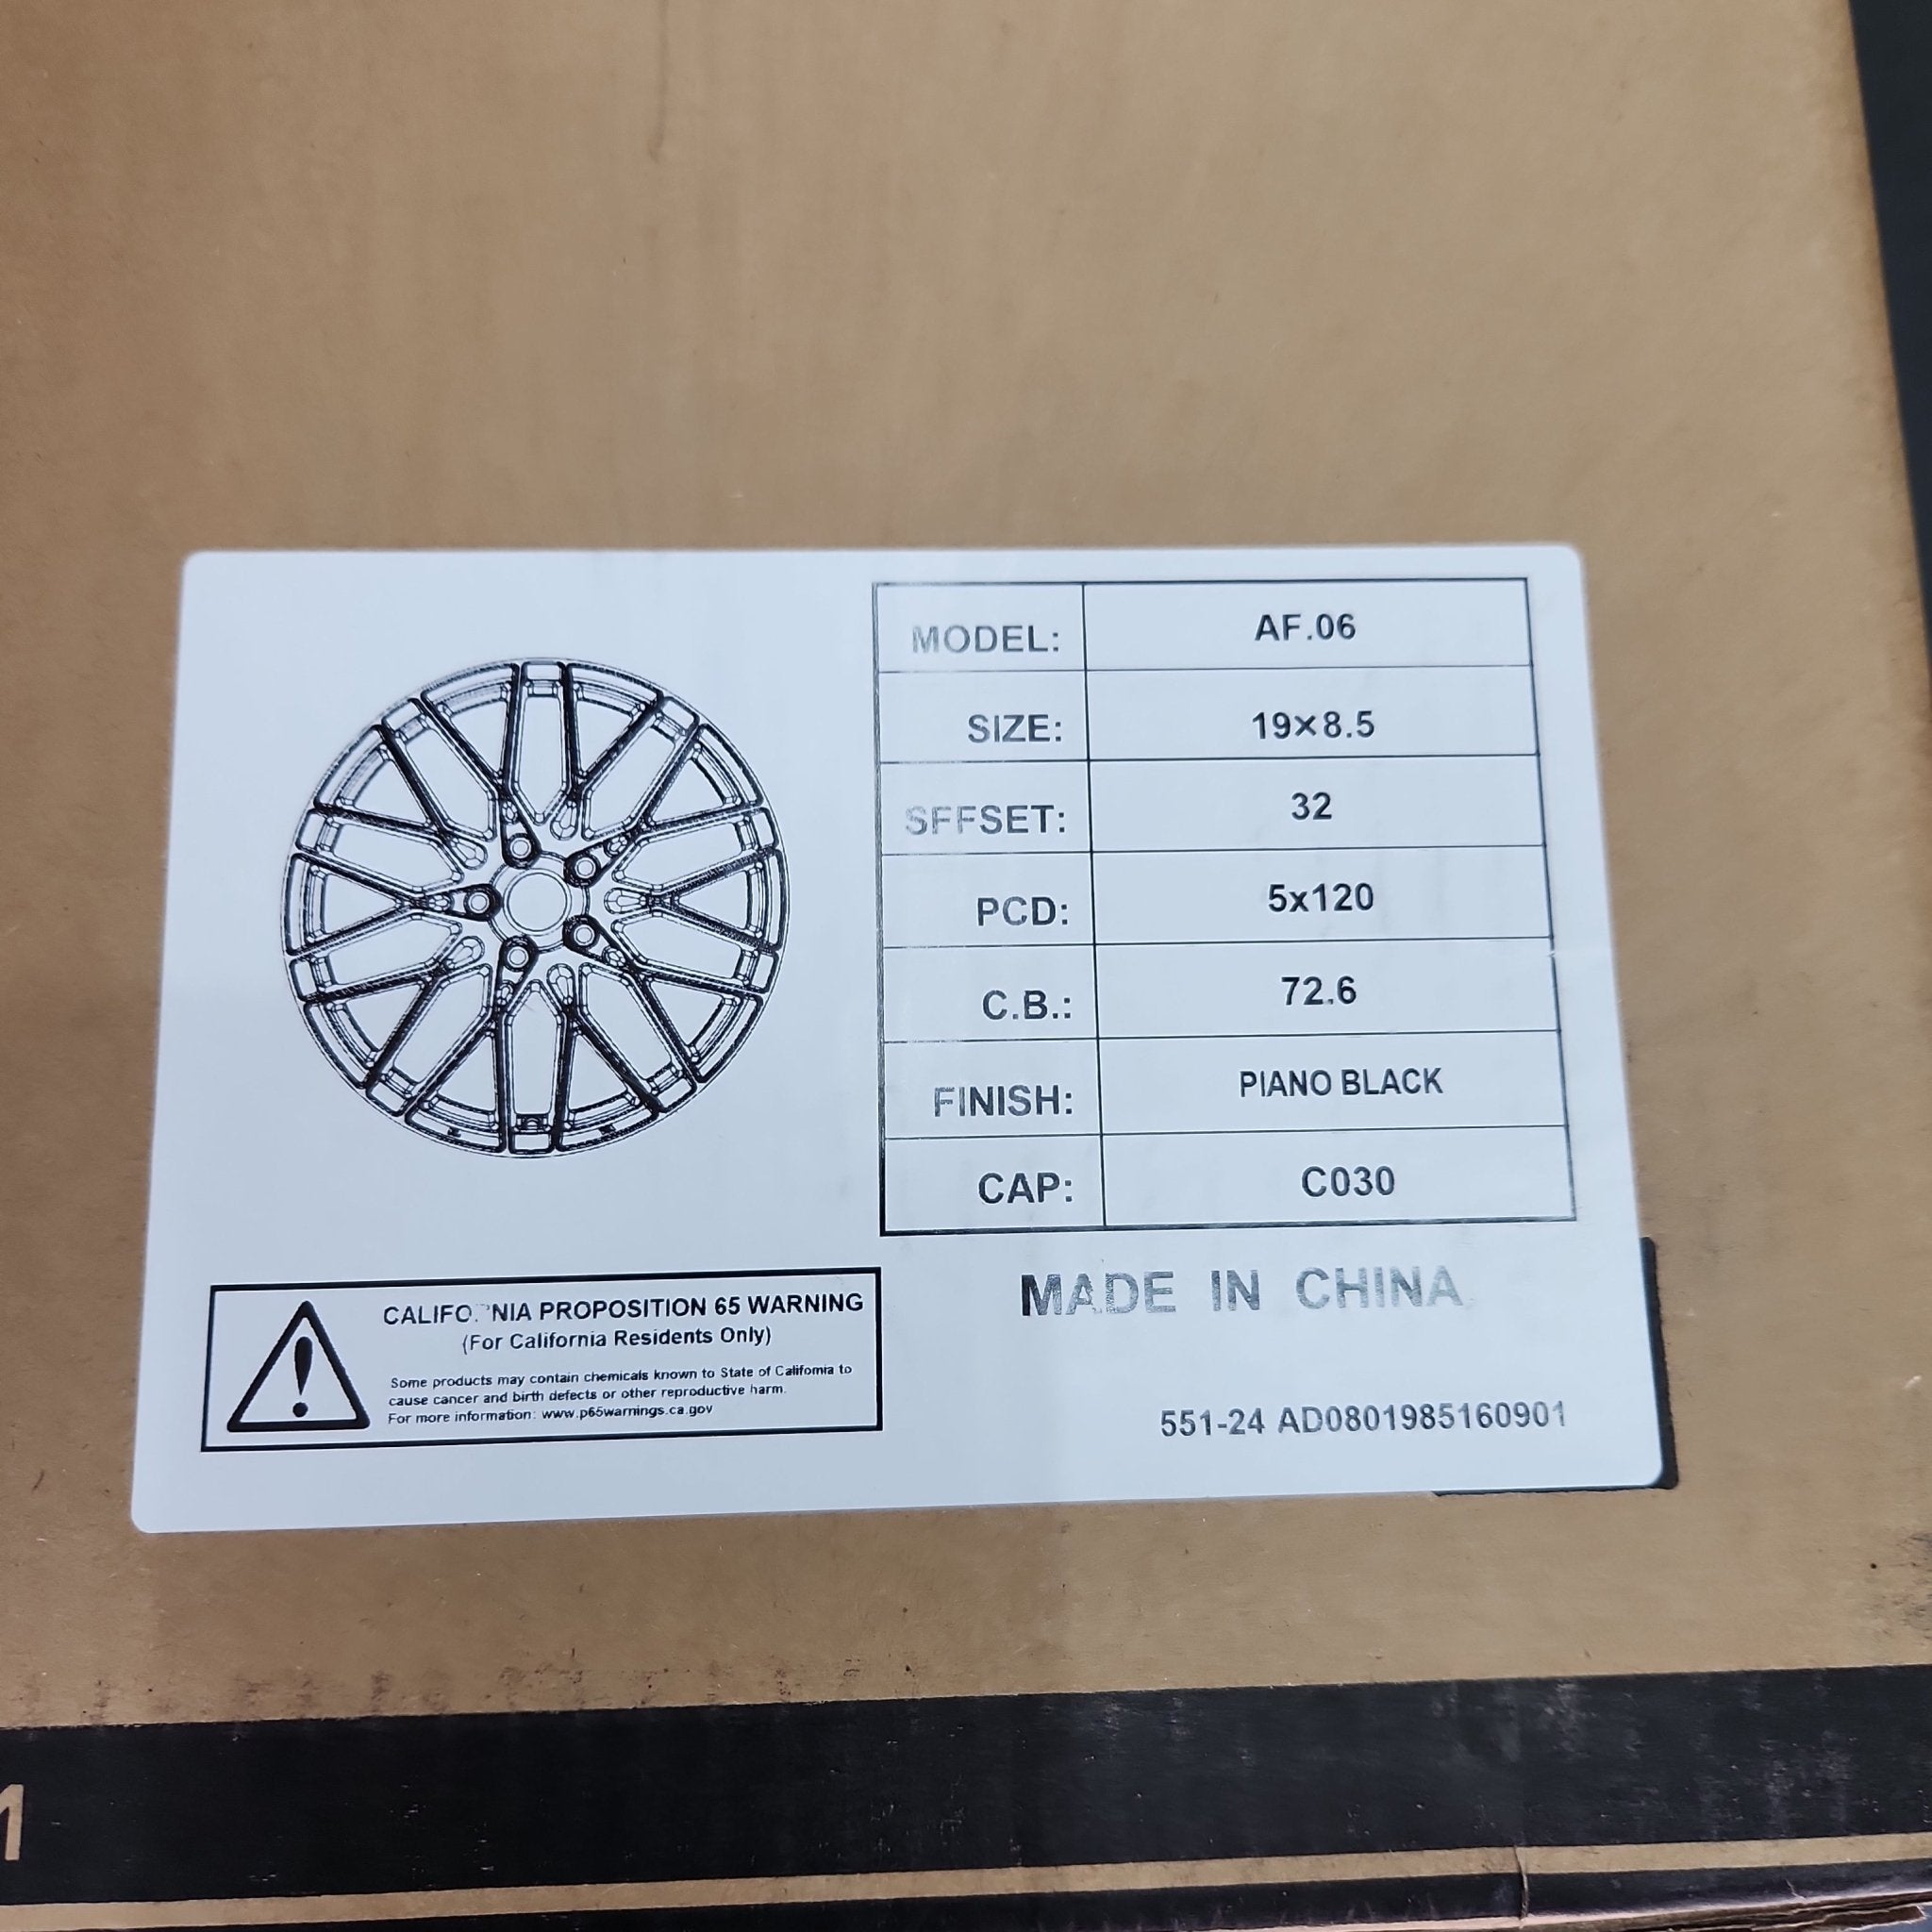 MODEL: AF.06
SIZE: 19×8.5
SFFSET: 32
PCD: 5x120
C.B.: 72.6
FINISH: PIANO BLACK
CAP: C030
CALIFORNIA PROPOSITION 65 WARNING
(For California Residents Only)
Some products may contain chemicals known to State of California to
cause cancer and birth defects or other reproductive harm.
For more information: www.p65warnings.ca.gov
MADE IN CHINA
551-24 AD0801985160901